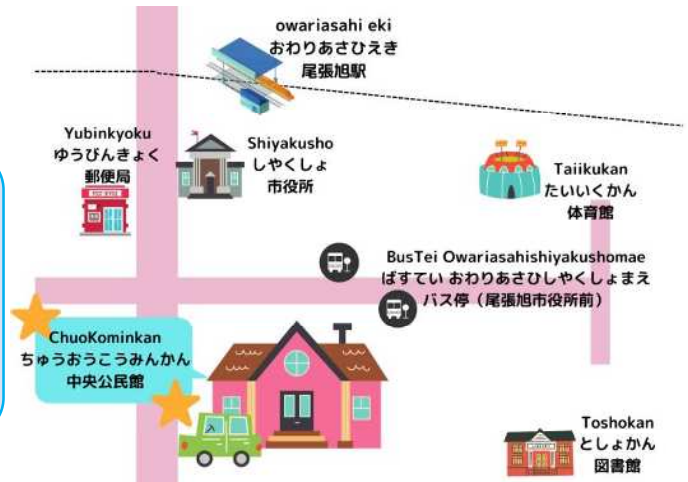 owariasahi eki
おわりあさひえき
尾張旭駅
Yubinkyoku
ゆうびんきょく
郵便局
Shiyakusho
しやくしょ
市役所
Taiikukan
たいいくかん
体育館
BusTei Owariasahishiyakushomae
ばすてい おわりあさひしやくしょまえ
バス停（尾張旭市役所前）
ChuoKominkan
ちゅうおうこうみんかん
中央公民館
Toshokan
としょかん
図書館